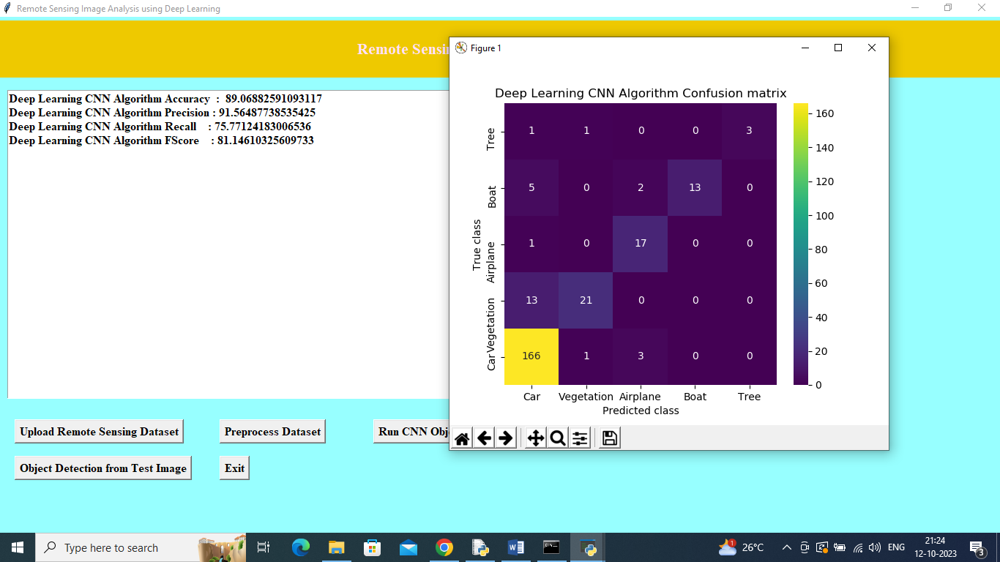 Remote Sensing Image Analysis using Deep Learning
Remote Sensin
Deep Learning CNN Algorithm Accuracy  :  89.06882591093117
Deep Learning CNN Algorithm Precision : 91.56487738535425
Deep Learning CNN Algorithm Recall    : 75.77124183006536
Deep Learning CNN Algorithm FScore    : 81.14610325609733
Figure 1
Deep Learning CNN Algorithm Confusion matrix
True class
Tree 1 1 0 0 3
Boat 5 0 2 13 0
Airplane 1 0 17 0 0
Vegetation 13 21 0 0 0
Car 166 1 3 0 0
Car Vegetation Airplane Boat Tree
Predicted class
160
140
120
100
80
60
40
20
0
Upload Remote Sensing Dataset
Preprocess Dataset
Run CNN Obj
Object Detection from Test Image
Exit
Type here to search
1
26°C
ENG
21:24
12-10-2023
3